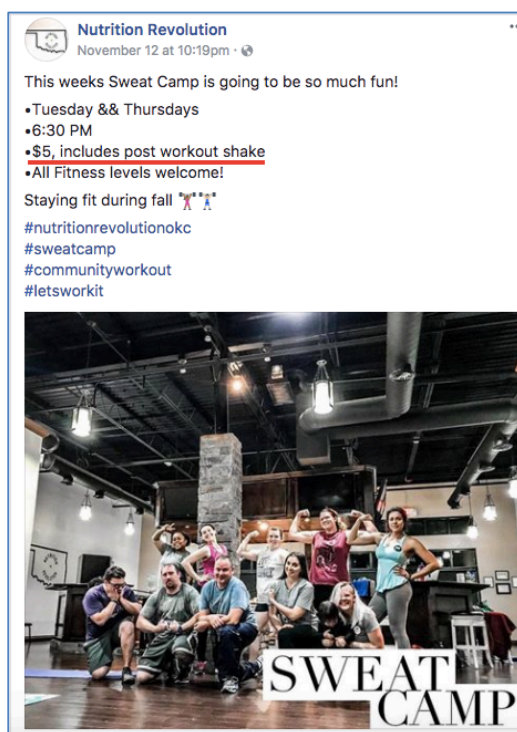 Nutrition Revolution
November 12 at 10:19pm ·
This weeks Sweat Camp is going to be so much fun!
•Tuesday && Thursdays
•6:30 PM
•$5, includes post workout shake
•All Fitness levels welcome!
Staying fit during fall 🏋️🏋️
#nutritionrevolutionokc
#sweatcamp
#communityworkout
#letsworkit
SWEAT
CAMP